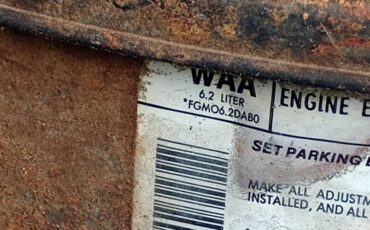 WAA
6.2 LITER
*FGM06.2DAB0
ENGINE E
SET PARKING
MAKE ALL ADJUSTM
INSTALLED, AND ALL